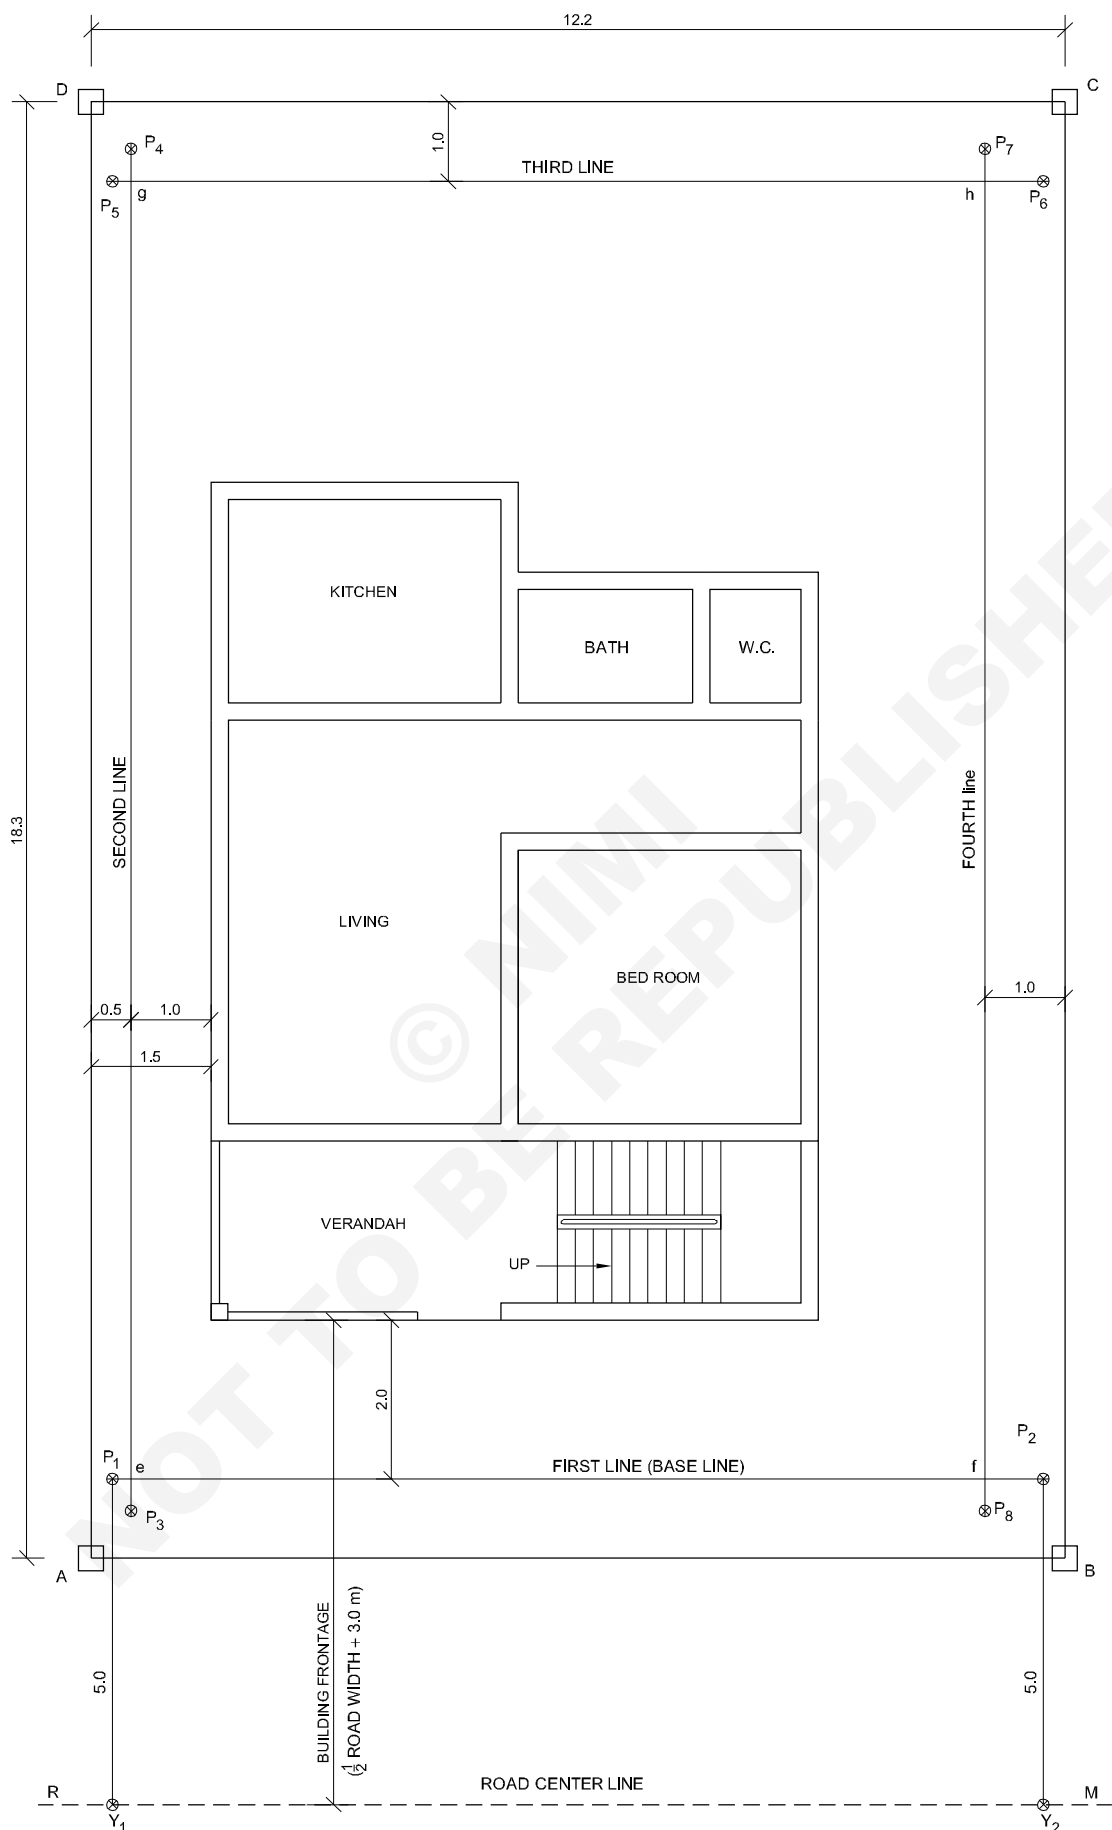 12.2
D
C
P4
P7
1.0
THIRD LINE
P5
g
h
P6
KITCHEN
BATH
W.C.
SECOND LINE
FOURTH line
18.3
LIVING
BED ROOM
0.5
1.0
1.0
1.5
VERANDAH
UP
2.0
P1
e
FIRST LINE (BASE LINE)
f
P2
P3
P8
A
B
5.0
BUILDING FRONTAGE
(1/2 ROAD WIDTH + 3.0 m)
5.0
R
ROAD CENTER LINE
M
Y1
Y2
© NIMI
NOT TO BE REPUBLISHE